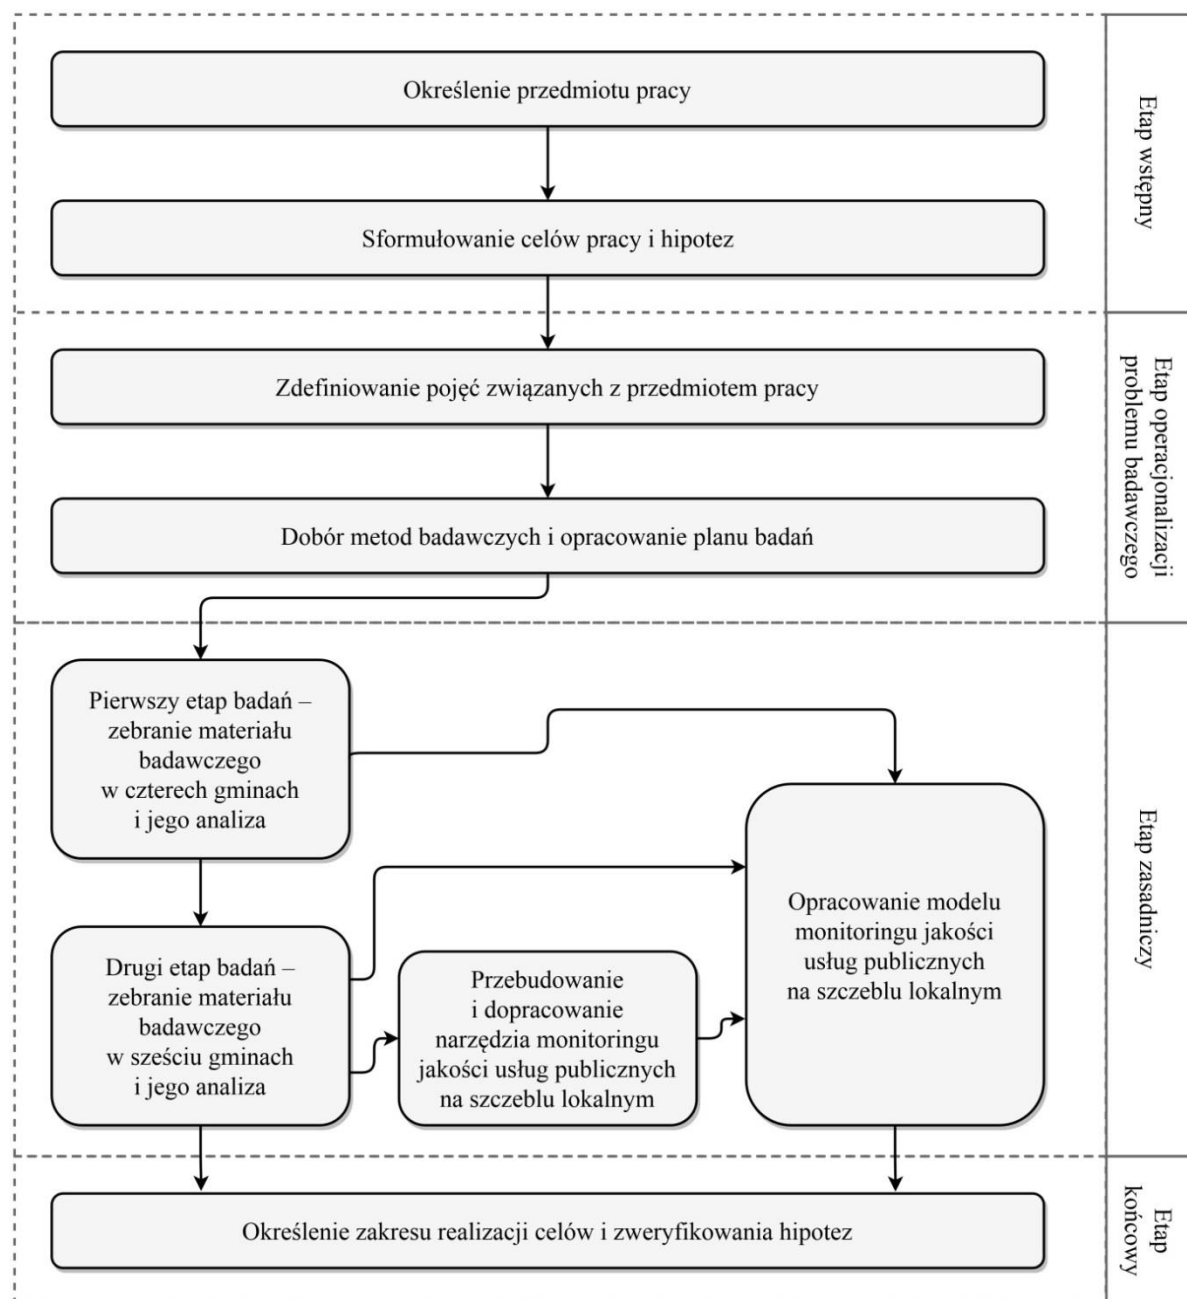 Określenie przedmiotu pracy
Sformułowanie celów pracy i hipotez
Etap wstępny
Zdefiniowanie pojęć związanych z przedmiotem pracy
Dobór metod badawczych i opracowanie planu badań
Etap operacjonalizacji
problemu badawczego
Pierwszy etap badań –
zebranie materiału
badawczego
w czterech gminach
i jego analiza
Drugi etap badań –
zebranie materiału
badawczego
w sześciu gminach
i jego analiza
Przebudowanie
i dopracowanie
narzędzia monitoringu
jakości usług publicznych
na szczeblu lokalnym
Opracowanie modelu
monitoringu jakości
usług publicznych
na szczeblu lokalnym
Etap zasadniczy
Określenie zakresu realizacji celów i zweryfikowania hipotez
Etap
końcowy